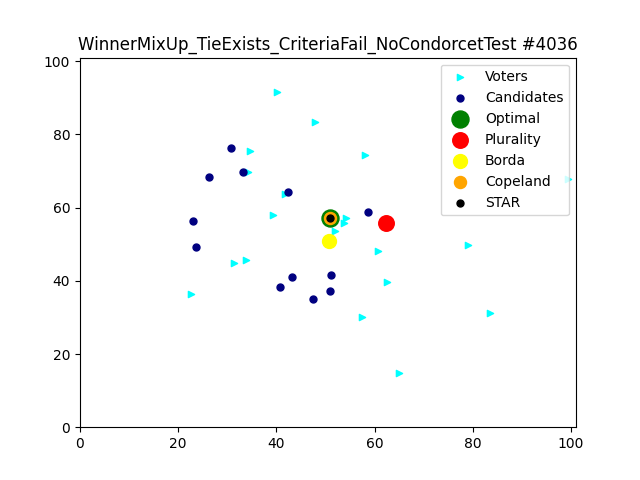 WinnerMixUp_TieExists_CriteriaFail_NoCondorcetTest #4036
Voters
Candidates
Optimal
Plurality
Borda
Copeland
STAR
100
80
60
40
20
0
0 20 40 60 80 100